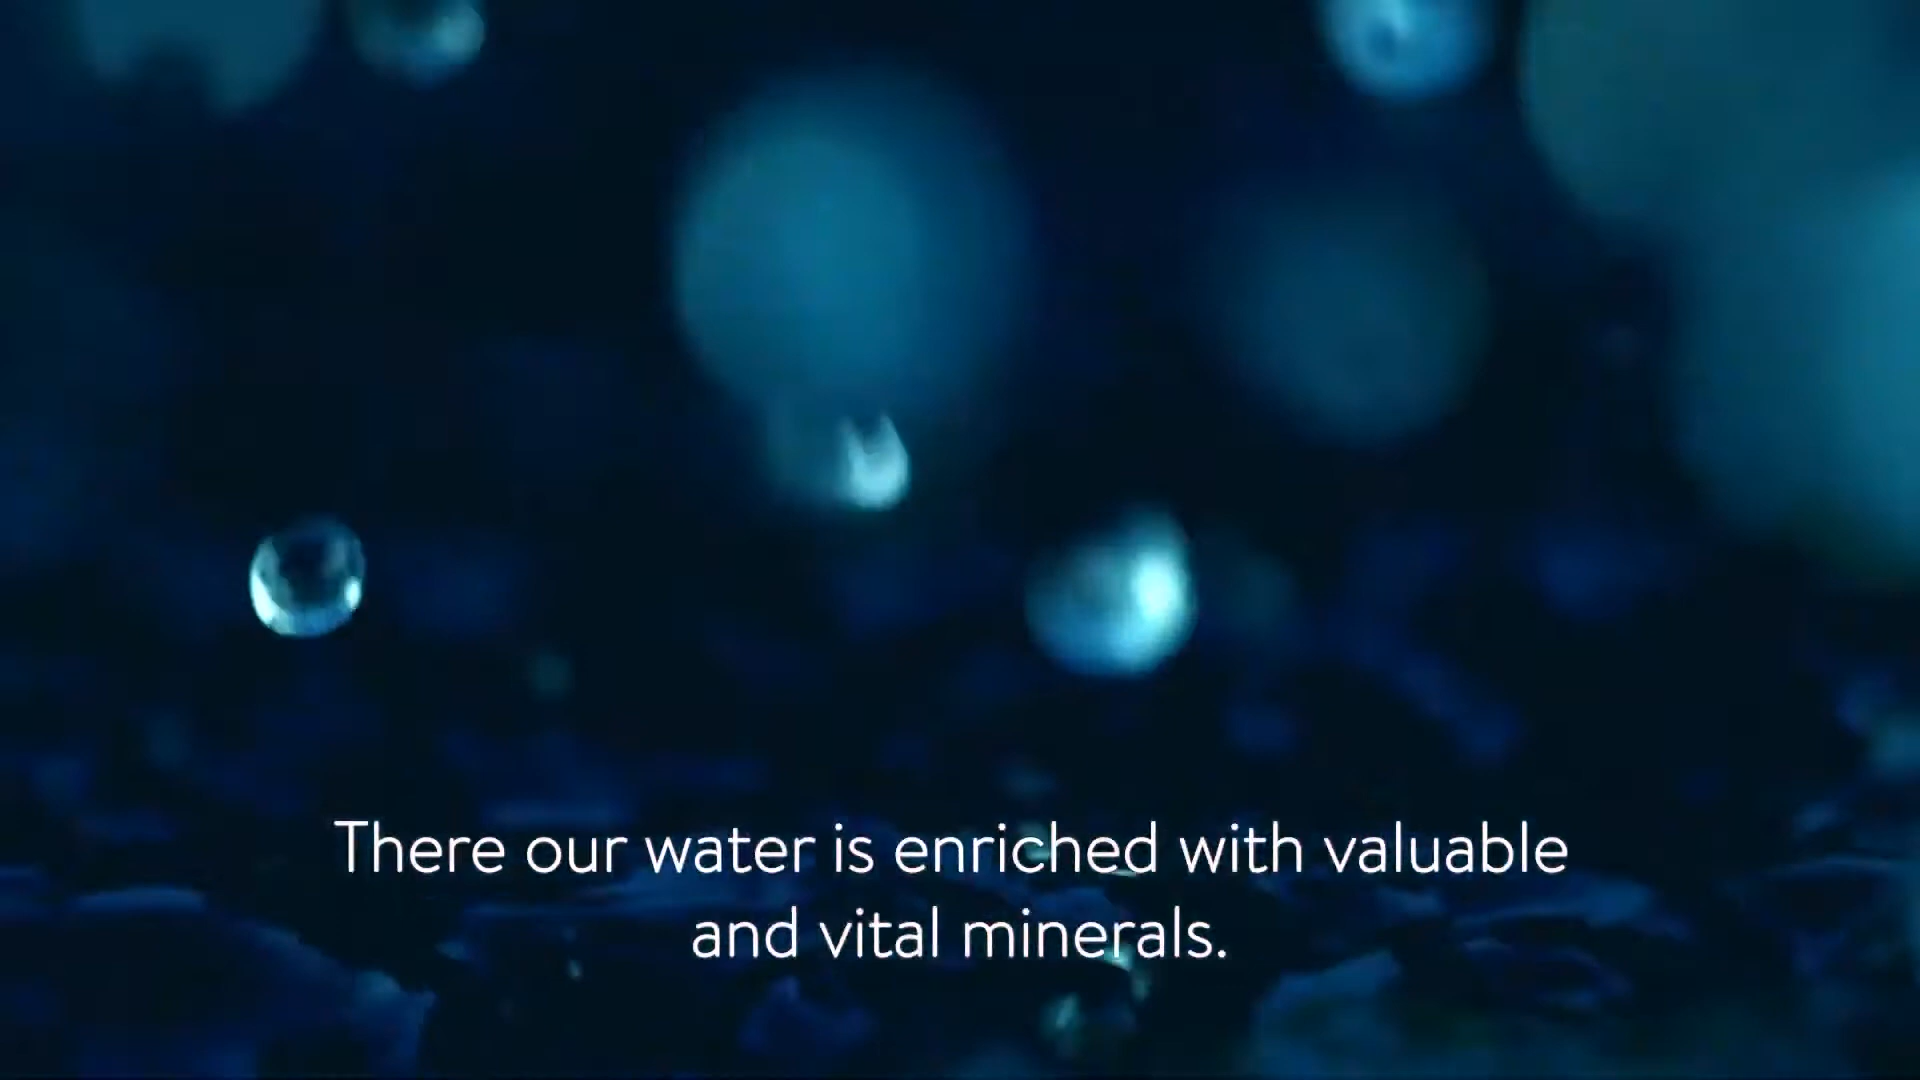 There our water is enriched with valuable
and vital minerals.